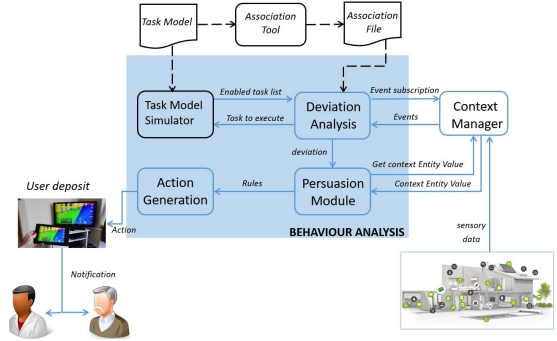 Task Model
Association
Tool
Association
File
Task Model
Simulator
Enabled task list
Task to execute
Deviation
Analysis
Event subscription
Events
Context
Manager
deviation
Get context Entity Value
Context Entity Value
Action
Generation
Rules
Persuasion
Module
BEHAVIOUR ANALYSIS
User deposit
Action
Notification
sensory
data